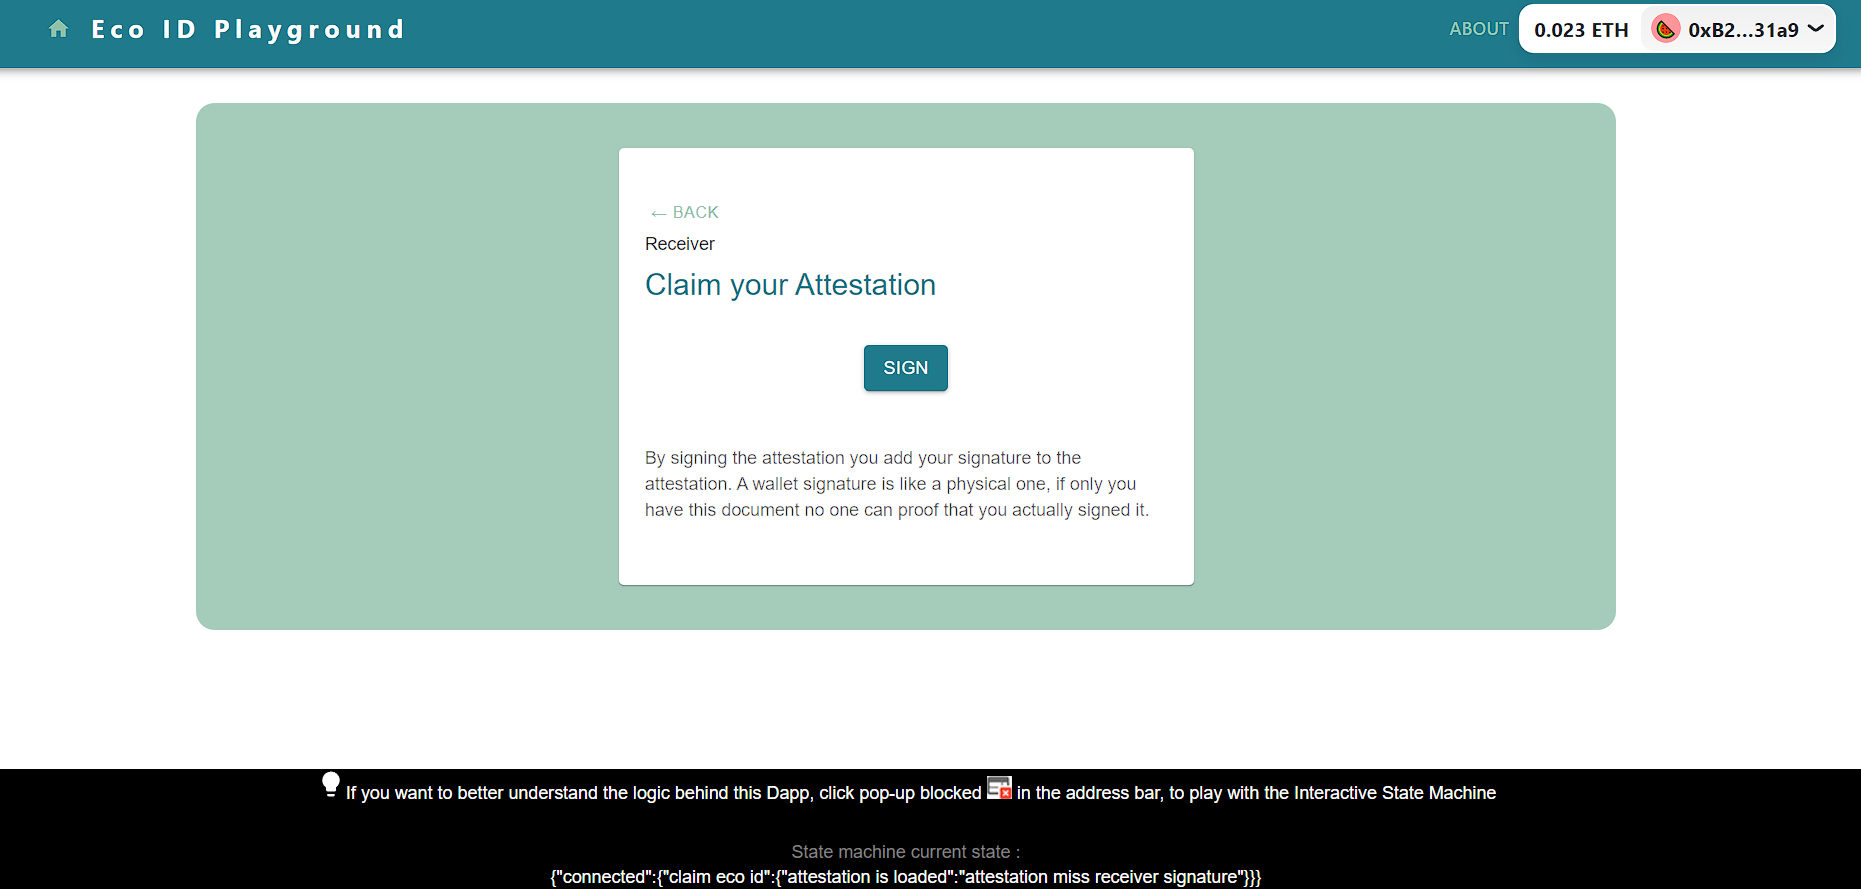 Eco ID Playground
ABOUT
0.023 ETH
0xB2...31a9
← BACK
Receiver
Claim your Attestation
SIGN
By signing the attestation you add your signature to the
attestation. A wallet signature is like a physical one, if only you
have this document no one can proof that you actually signed it.
If you want to better understand the logic behind this Dapp, click pop-up blocked in the address bar, to play with the Interactive State Machine
State machine current state :
{"connected":{"claim eco id":{"attestation is loaded":"attestation miss receiver signature"}}}